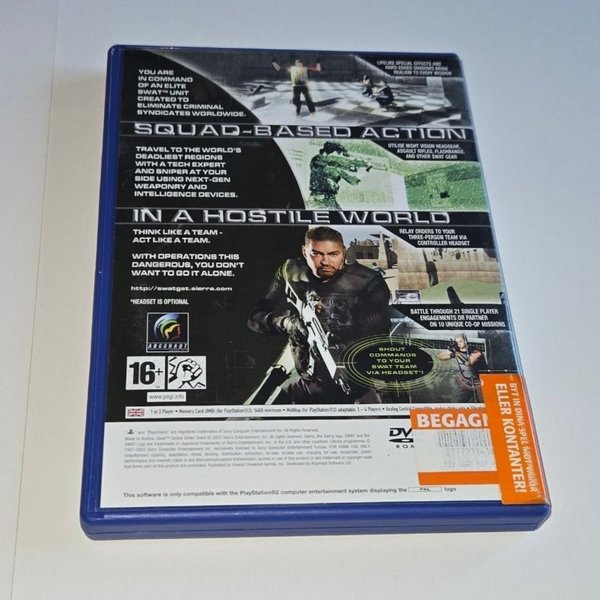 YOU ARE
IN COMMAND
OF AN ELITE
SWAT™ UNIT
CREATED TO
ELIMINATE CRIMINAL
SYNDICATES WORLDWIDE.
LIFELIKE SPECIAL EFFECTS AND
HARD-EDGED SHADOWS BRING
REALISM TO EVERY MISSION
SQUAD-BASED ACTION
TRAVEL TO THE WORLD'S
DEADLIEST REGIONS
WITH A TECH EXPERT
AND SNIPER AT YOUR
SIDE USING NEXT-GEN
WEAPONRY AND
INTELLIGENCE DEVICES.
UTILISE NIGHT VISION HEADGEAR,
ASSAULT RIFLES, FLASHBANGS,
AND OTHER SWAT GEAR
IN A HOSTILE WORLD
THINK LIKE A TEAM -
ACT LIKE A TEAM.
WITH OPERATIONS THIS
DANGEROUS, YOU DON'T
WANT TO GO IT ALONE.
http://swatgst.sierra.com
*HEADSET IS OPTIONAL
RELAY ORDERS TO YOUR
THREE-PERSON TEAM VIA
CONTROLLER HEADSET
BATTLE THROUGH 21 SINGLE PLAYER
ENGAGEMENTS OR PARTNER
ON 10 UNIQUE CO-OP MISSIONS
SHOUT
COMMANDS
TO YOUR
SWAT TEAM
VIA HEADSET*!
ARGONAUT
16+
www.pegi.info
BEGAGN
BYT IN DINA SPEL MOT VAROR
ELLER KONTANTER!
This software is only compatible with the PlayStation®2 computer entertainment system displaying the PAL logo